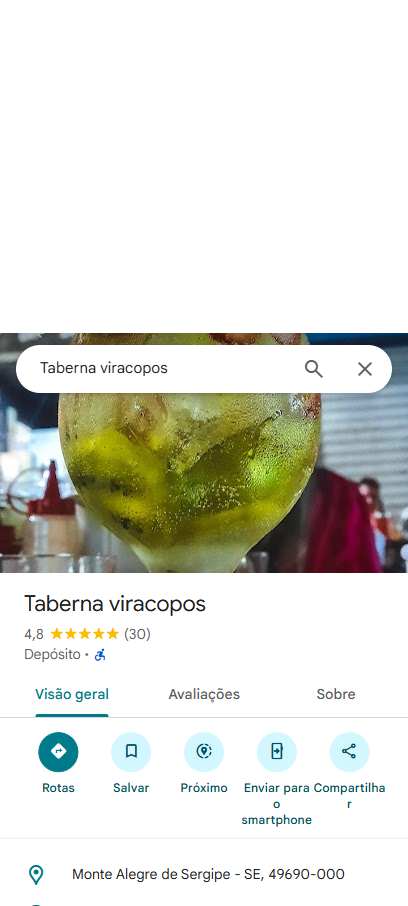 Taberna viracopos
Taberna viracopos
4,8 (30)
Depósito ·
Visão geral Avaliações Sobre
Rotas Salvar Próximo Enviar para o smartphone Compartilhar
Monte Alegre de Sergipe - SE, 49690-000